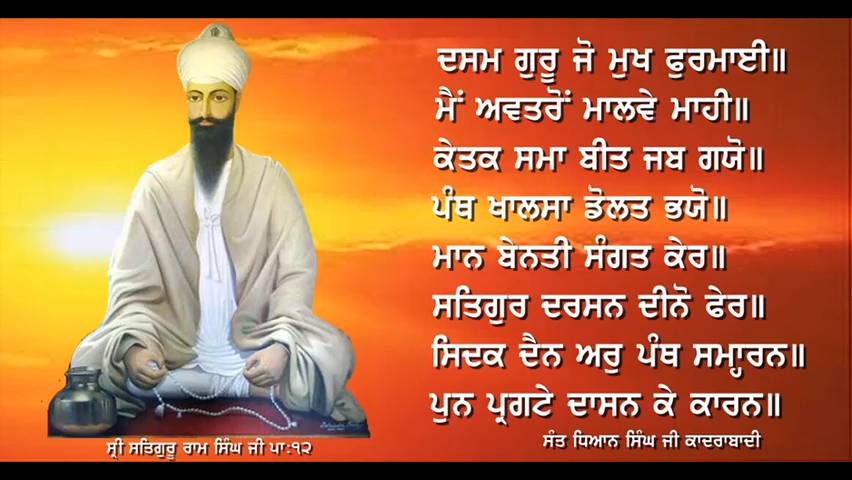 ਦਸਮ ਗੁਰੂ ਜੋ ਮੁਖ ਫੁਰਮਾਈ॥
ਮੈਂ ਅਵਤਰੋਂ ਮਾਲਵੇ ਮਾਹੀ॥
ਕੇਤਕ ਸਮਾ ਬੀਤ ਜਬ ਗਯੋ॥
ਪੰਥ ਖਾਲਸਾ ਡੋਲਤ ਭਯੋ॥
ਮਾਨ ਬੇਨਤੀ ਸੰਗਤ ਕੇਰ॥
ਸਤਿਗੁਰ ਦਰਸਨ ਦੀਨੋ ਫੇਰ॥
ਸਿਦਕ ਦੈਨ ਅਰੁ ਪੰਥ ਸਮ੍ਹਾਰਨ॥
ਪੁਨ ਪ੍ਰਗਟੇ ਦਾਸਨ ਕੇ ਕਾਰਨ॥
ਸੰਤ ਧਿਆਨ ਸਿੰਘ ਜੀ ਕਾਦਰਾਬਾਦੀ
ਸ੍ਰੀ ਸਤਿਗੁਰੂ ਰਾਮ ਸਿੰਘ ਜੀ ਪਾ:੧੨